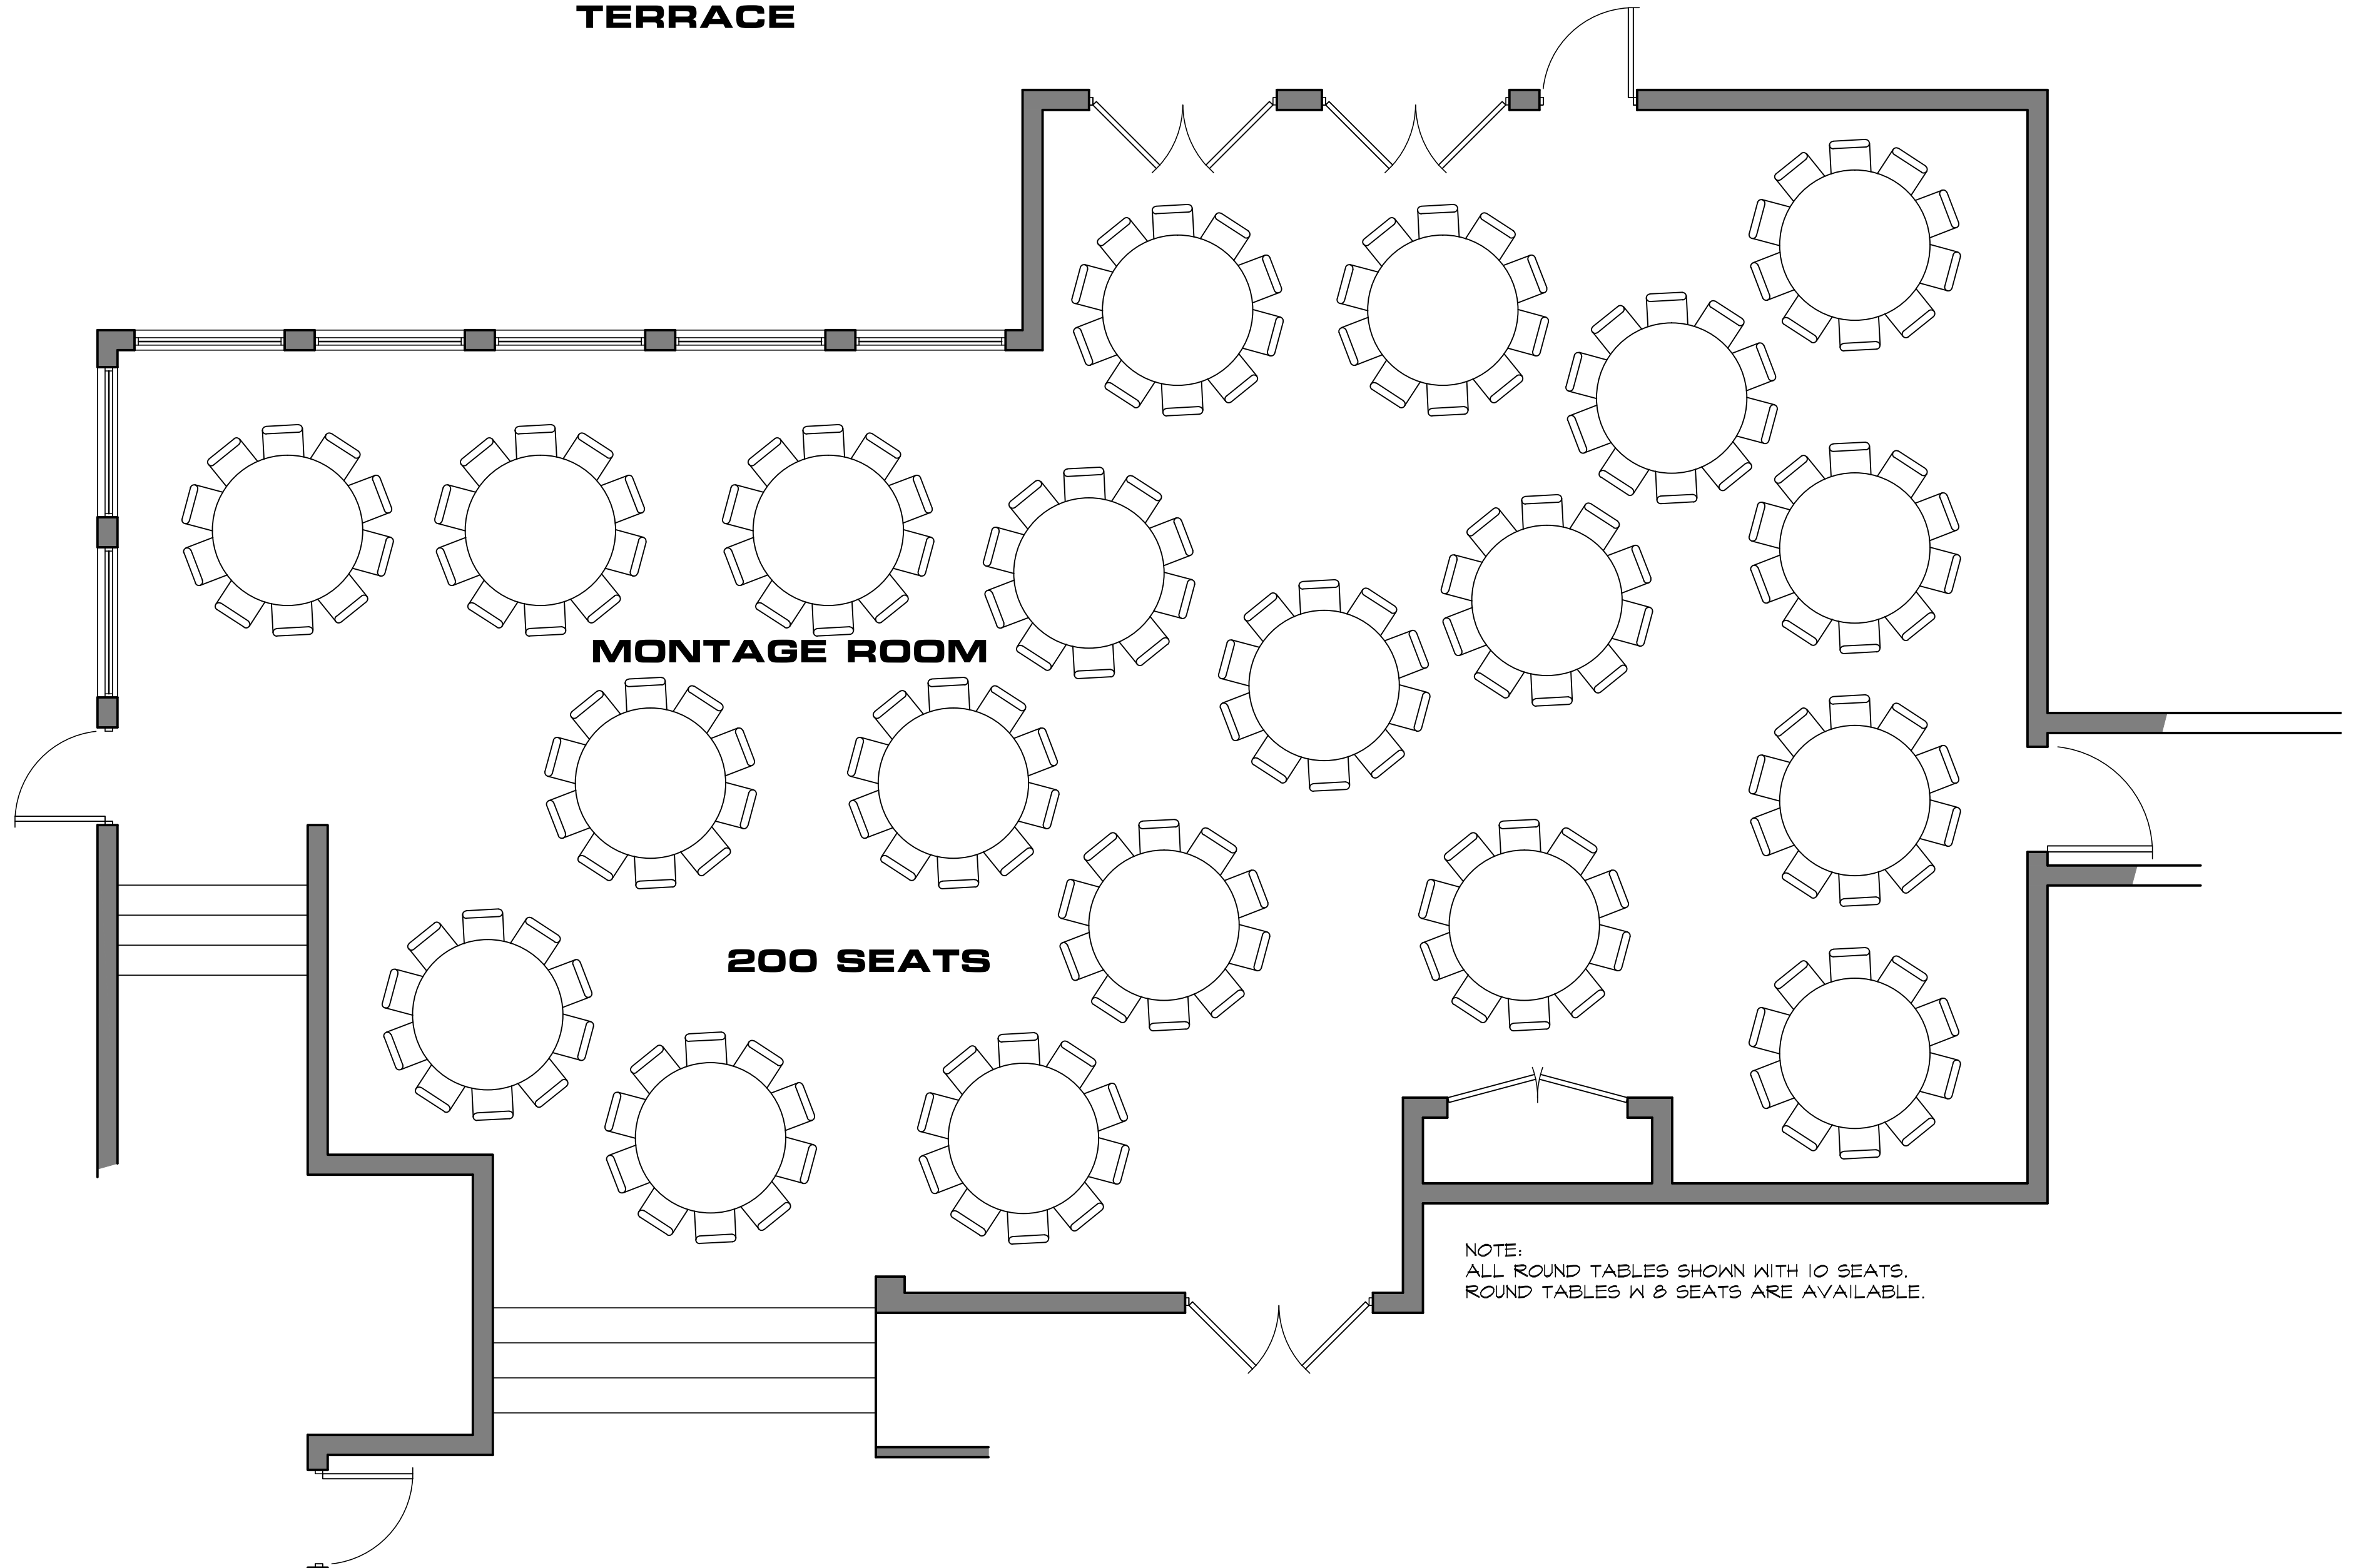 TERRACE
MONTAGE ROOM
200 SEATS
NOTE:
ALL ROUND TABLES SHOWN WITH 10 SEATS.
ROUND TABLES W 8 SEATS ARE AVAILABLE.